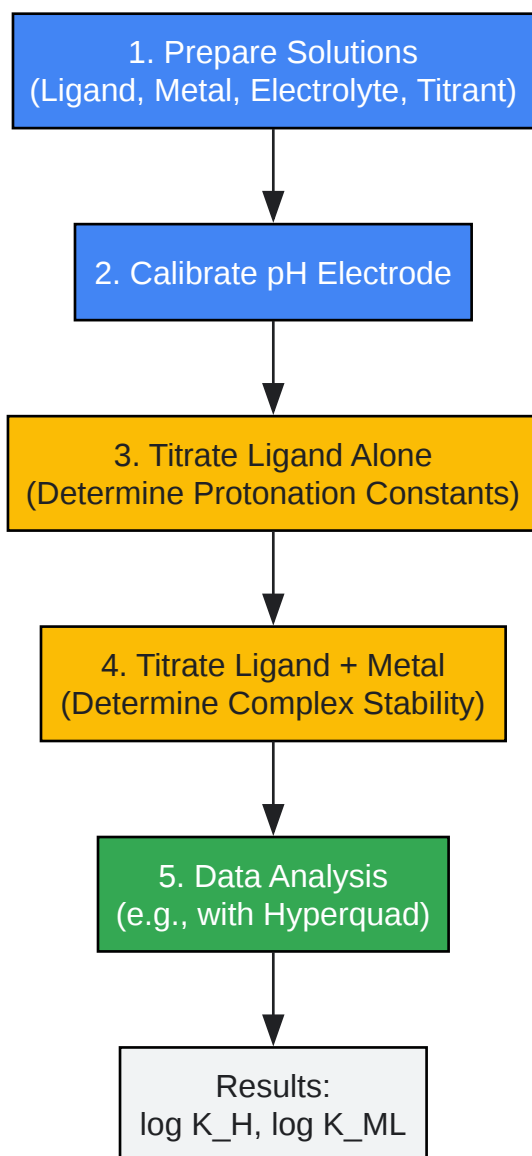 1. Prepare Solutions
(Ligand, Metal, Electrolyte, Titrant)
2. Calibrate pH Electrode
3. Titrate Ligand Alone
(Determine Protonation Constants)
4. Titrate Ligand + Metal
(Determine Complex Stability)
5. Data Analysis
(e.g., with Hyperquad)
Results:
log K_H, log K_ML